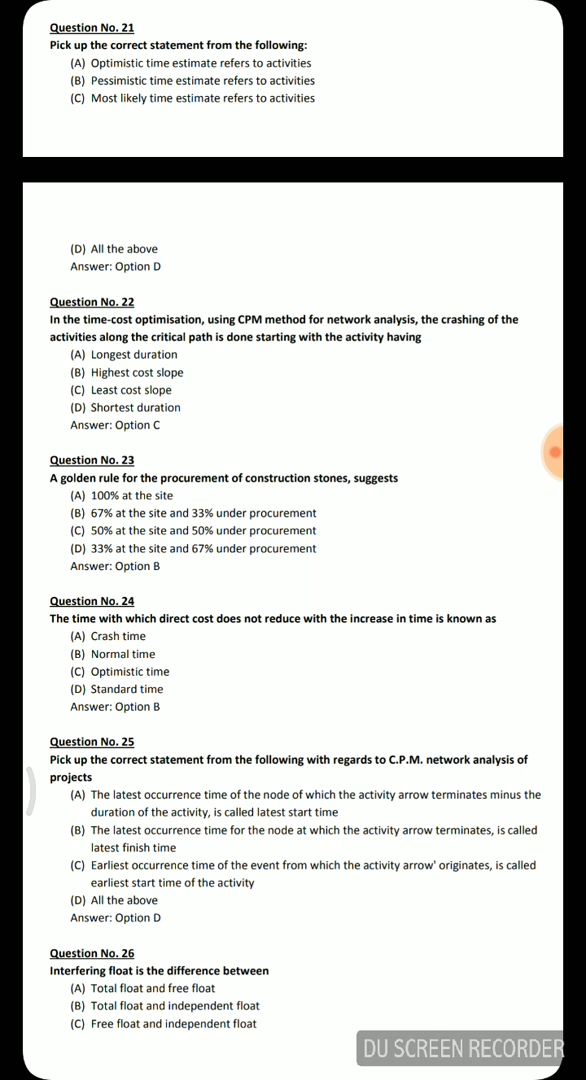 Question No. 21
Pick up the correct statement from the following:
(A) Optimistic time estimate refers to activities
(B) Pessimistic time estimate refers to activities
(C) Most likely time estimate refers to activities
(D) All the above
Answer: Option D
Question No. 22
In the time-cost optimisation, using CPM method for network analysis, the crashing of the
activities along the critical path is done starting with the activity having
(A) Longest duration
(B) Highest cost slope
(C) Least cost slope
(D) Shortest duration
Answer: Option C
Question No. 23
A golden rule for the procurement of construction stones, suggests
(A) 100% at the site
(B) 67% at the site and 33% under procurement
(C) 50% at the site and 50% under procurement
(D) 33% at the site and 67% under procurement
Answer: Option B
Question No. 24
The time with which direct cost does not reduce with the increase in time is known as
(A) Crash time
(B) Normal time
(C) Optimistic time
(D) Standard time
Answer: Option B
Question No. 25
Pick up the correct statement from the following with regards to C.P.M. network analysis of
projects
(A) The latest occurrence time of the node of which the activity arrow terminates minus the
duration of the activity, is called latest start time
(B) The latest occurrence time for the node at which the activity arrow terminates, is called
latest finish time
(C) Earliest occurrence time of the event from which the activity arrow' originates, is called
earliest start time of the activity
(D) All the above
Answer: Option D
Question No. 26
Interfering float is the difference between
(A) Total float and free float
(B) Total float and independent float
(C) Free float and independent float
DU SCREEN RECORDER